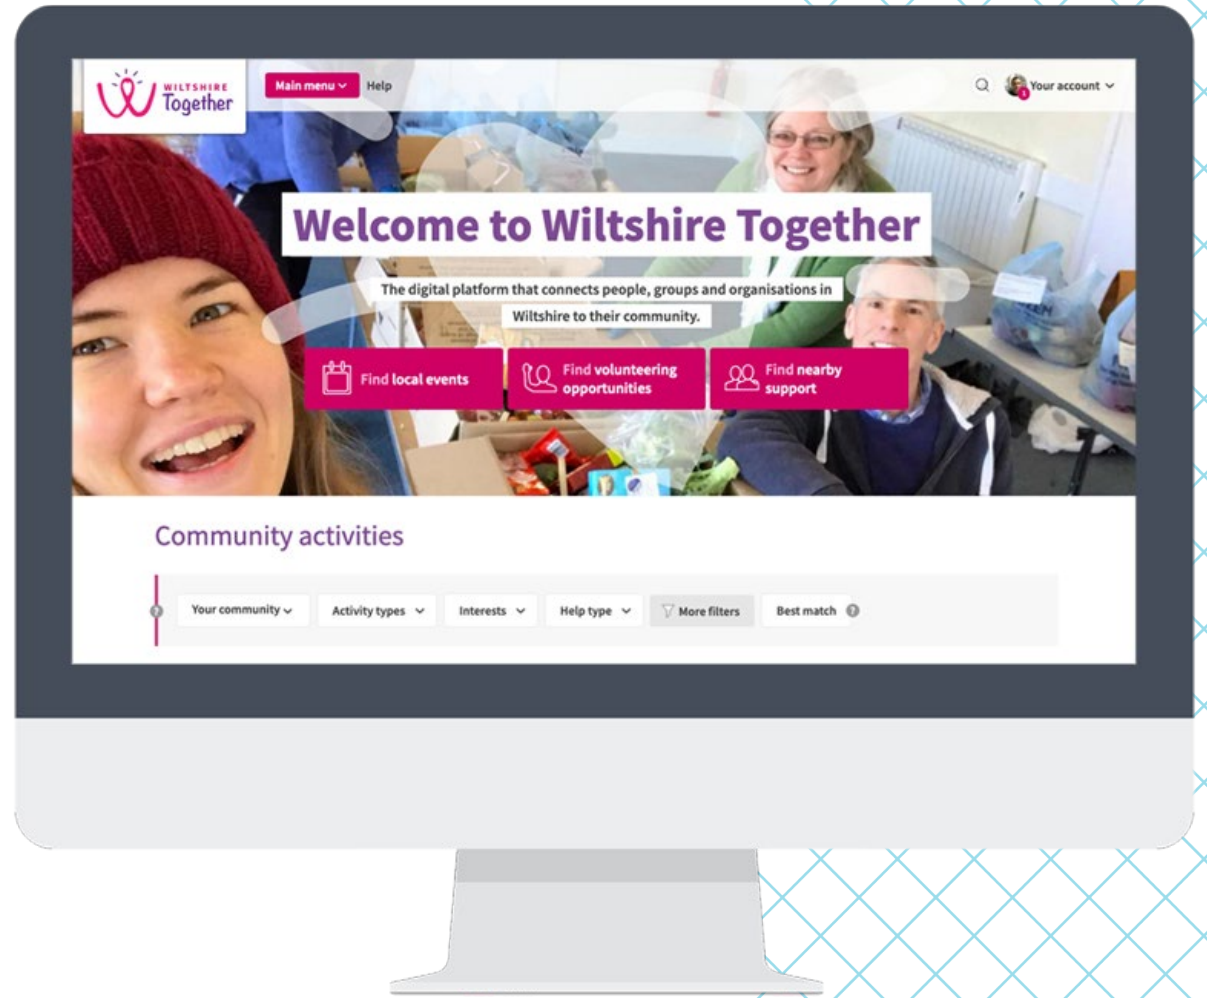 WILTSHIRE
Together
Main menu
Help
1
Your account
Welcome to Wiltshire Together
The digital platform that connects people, groups and organisations in
Wiltshire to their community.
Find local events
Find volunteering
opportunities
Find nearby
support
Community activities
?
Your community
Activity types
Interests
Help type
More filters
Best match
?